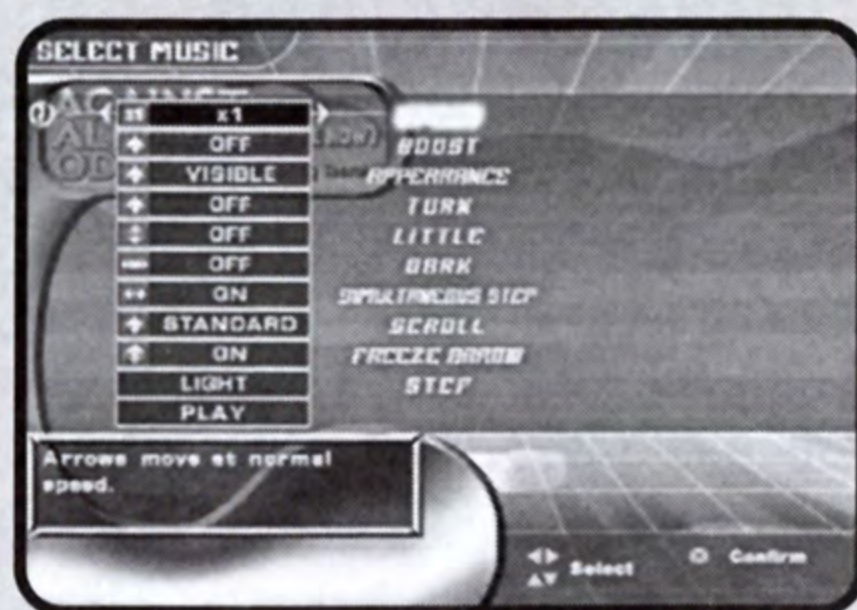 SELECT MUSIC
x1 x1
OFF BOOST
VISIBLE APPEARANCE
OFF TURN
OFF LITTLE
OFF DARK
ON SIMULTANEOUS STEP
STANDARD SCROLL
ON FREEZE ARROW
LIGHT STEP
PLAY
Arrows move at normal
speed.
Select Confirm